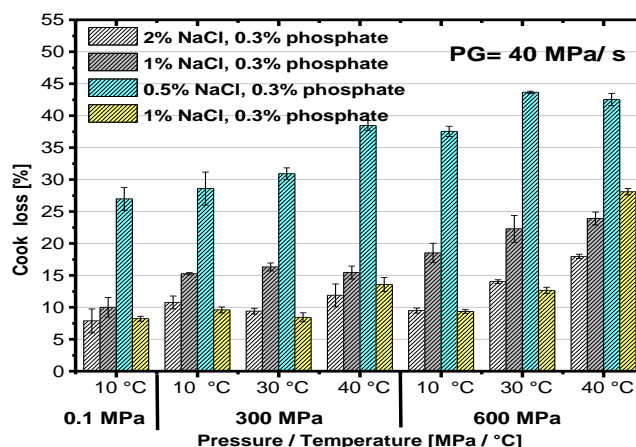 55
50
45
40
35
30
25
20
15
10
5
0
Cook loss [%]
2% NaCl, 0.3% phosphate
1% NaCl, 0.3% phosphate
0.5% NaCl, 0.3% phosphate
1% NaCl, 0.3% phosphate
PG= 40 MPa/ s
10 °C 10 °C 30 °C 40 °C 10 °C 30 °C 40 °C
0.1 MPa 300 MPa 600 MPa
Pressure / Temperature [MPa / °C]